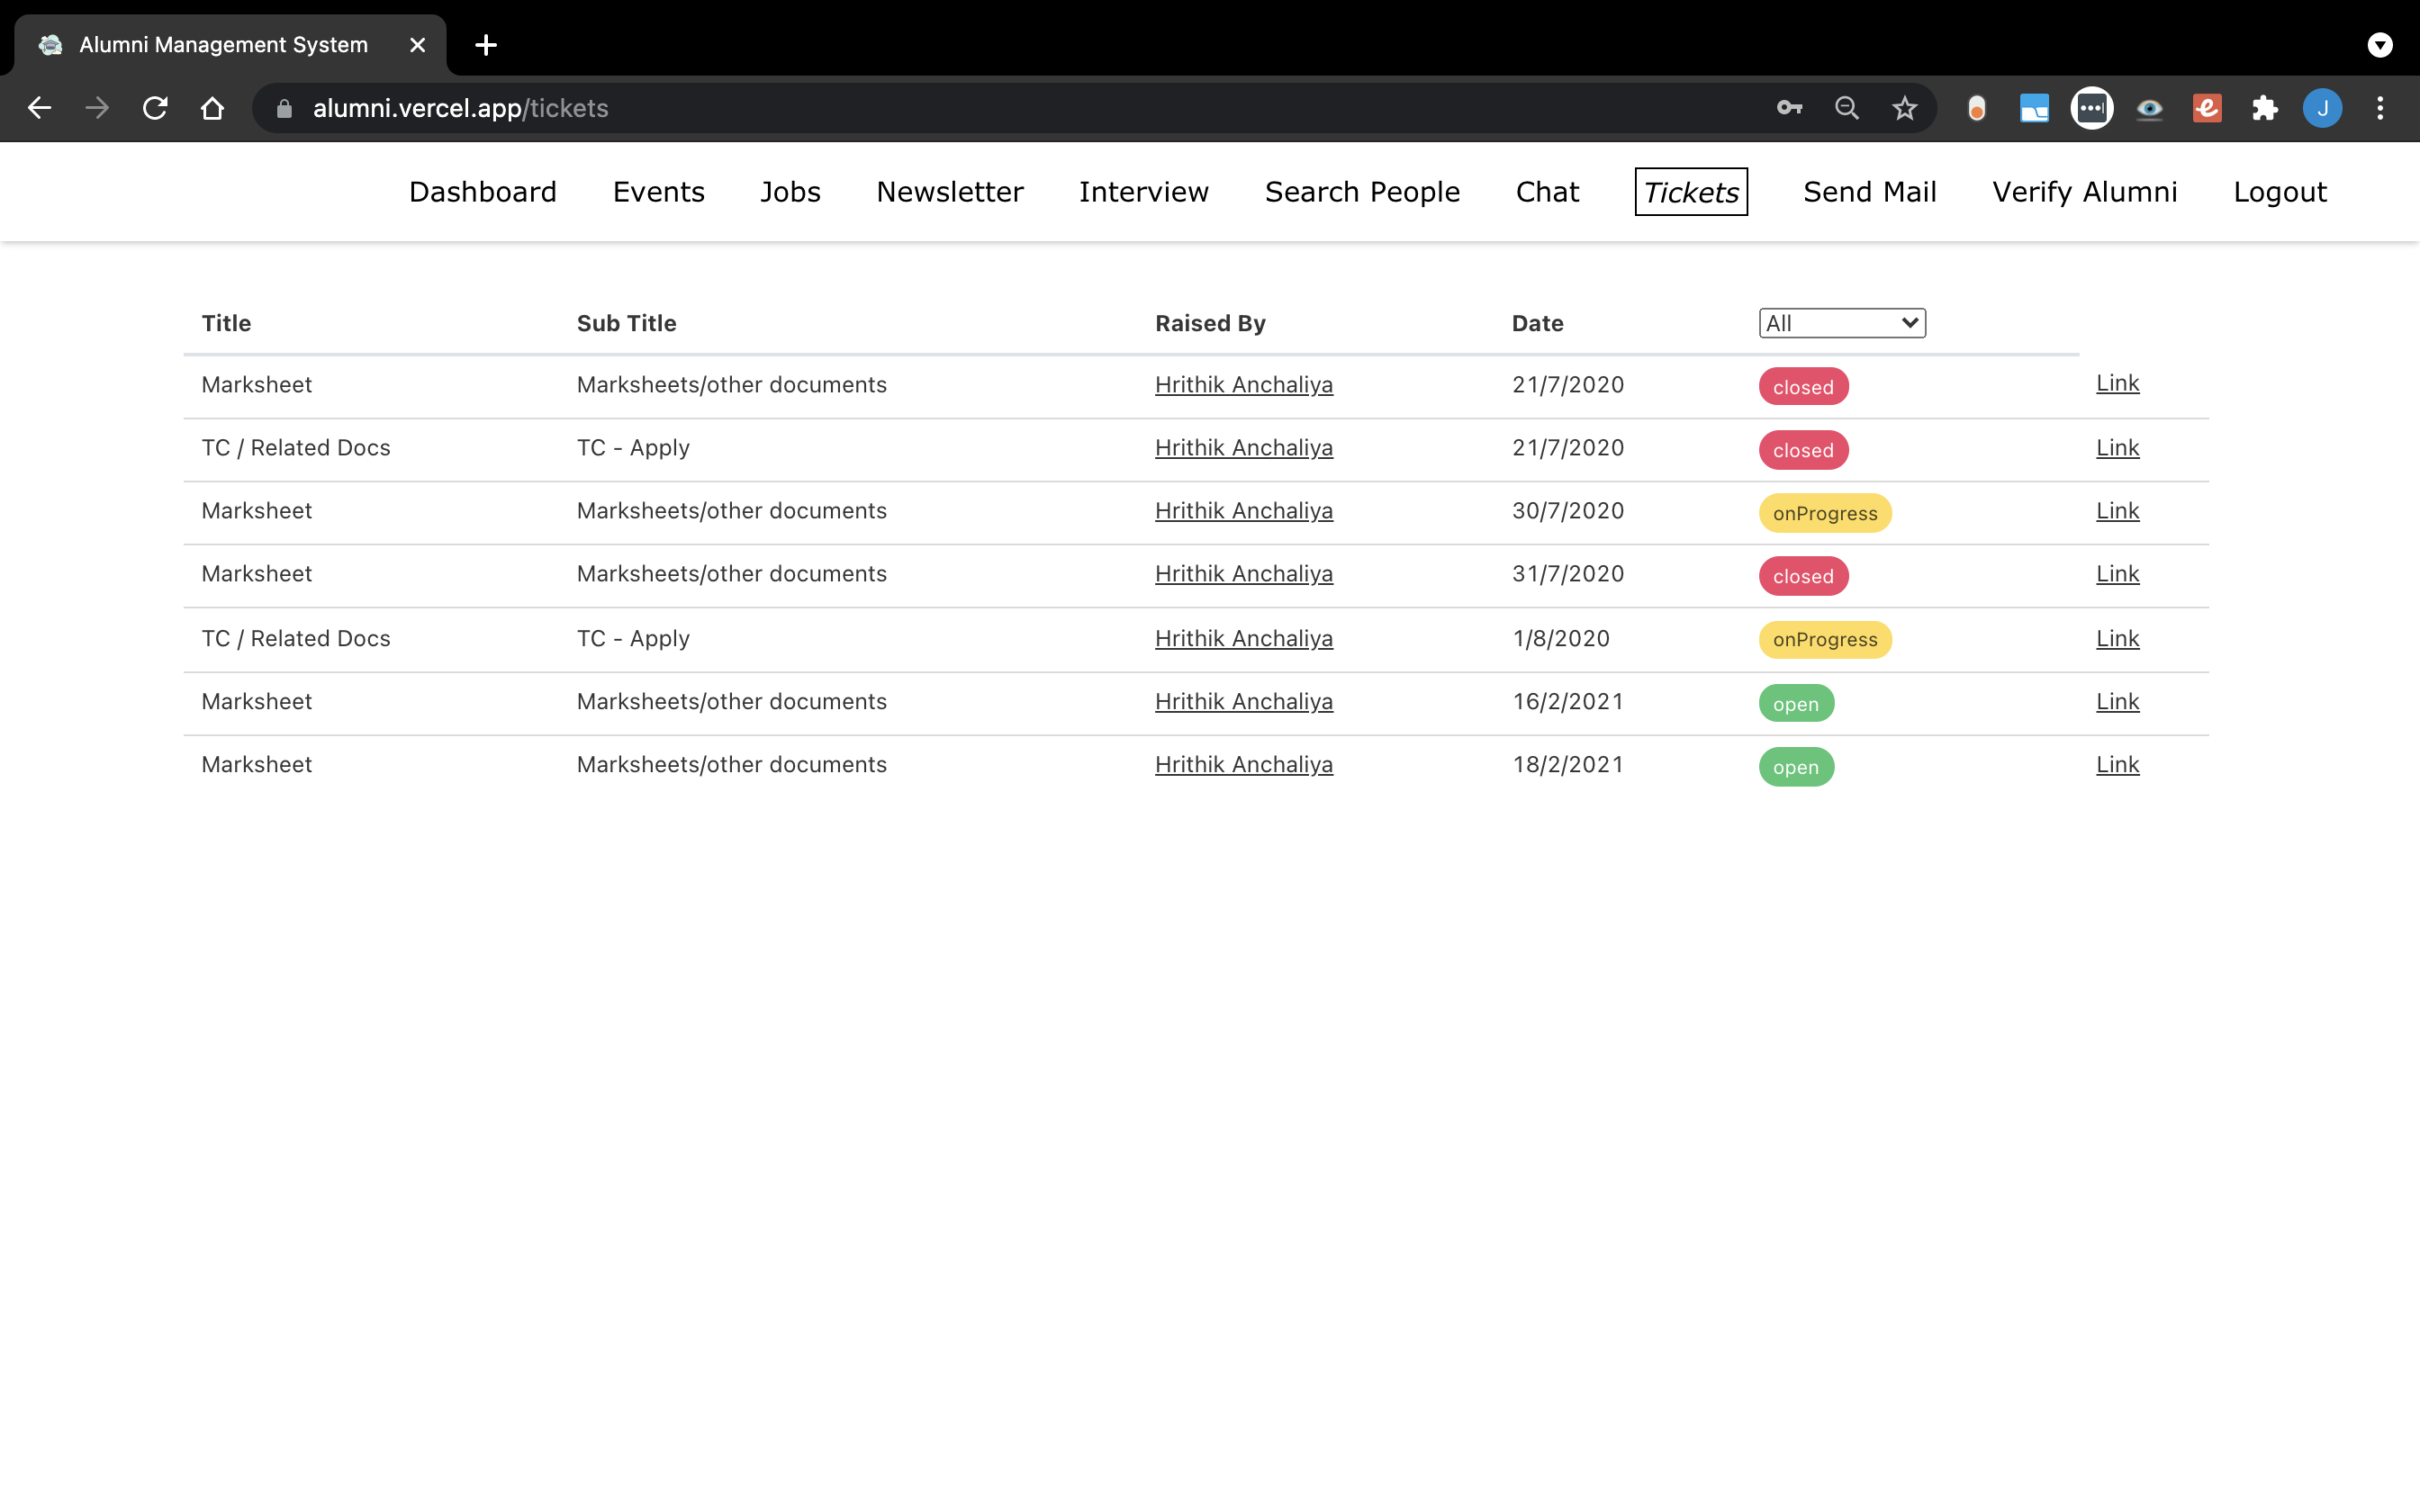 Alumni Management System
alumni.vercel.app/tickets
J
Dashboard Events Jobs Newsletter Interview Search People Chat Tickets Send Mail Verify Alumni Logout
Title Sub Title Raised By Date All
Marksheet Marksheets/other documents Hrithik Anchaliya 21/7/2020 closed Link
TC / Related Docs TC - Apply Hrithik Anchaliya 21/7/2020 closed Link
Marksheet Marksheets/other documents Hrithik Anchaliya 30/7/2020 onProgress Link
Marksheet Marksheets/other documents Hrithik Anchaliya 31/7/2020 closed Link
TC / Related Docs TC - Apply Hrithik Anchaliya 1/8/2020 onProgress Link
Marksheet Marksheets/other documents Hrithik Anchaliya 16/2/2021 open Link
Marksheet Marksheets/other documents Hrithik Anchaliya 18/2/2021 open Link